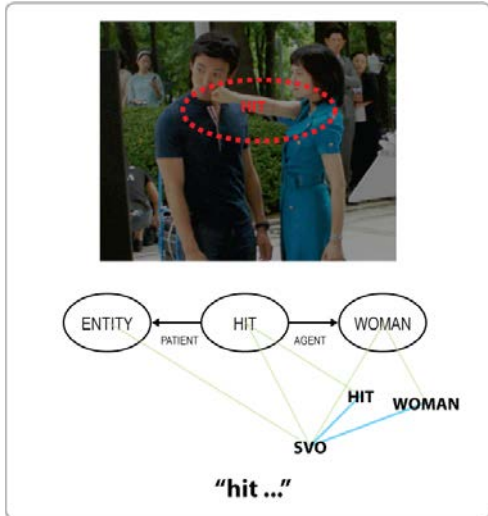 HIT
ENTITY HIT WOMAN
PATIENT AGENT
HIT
WOMAN
SVO
"hit ..."